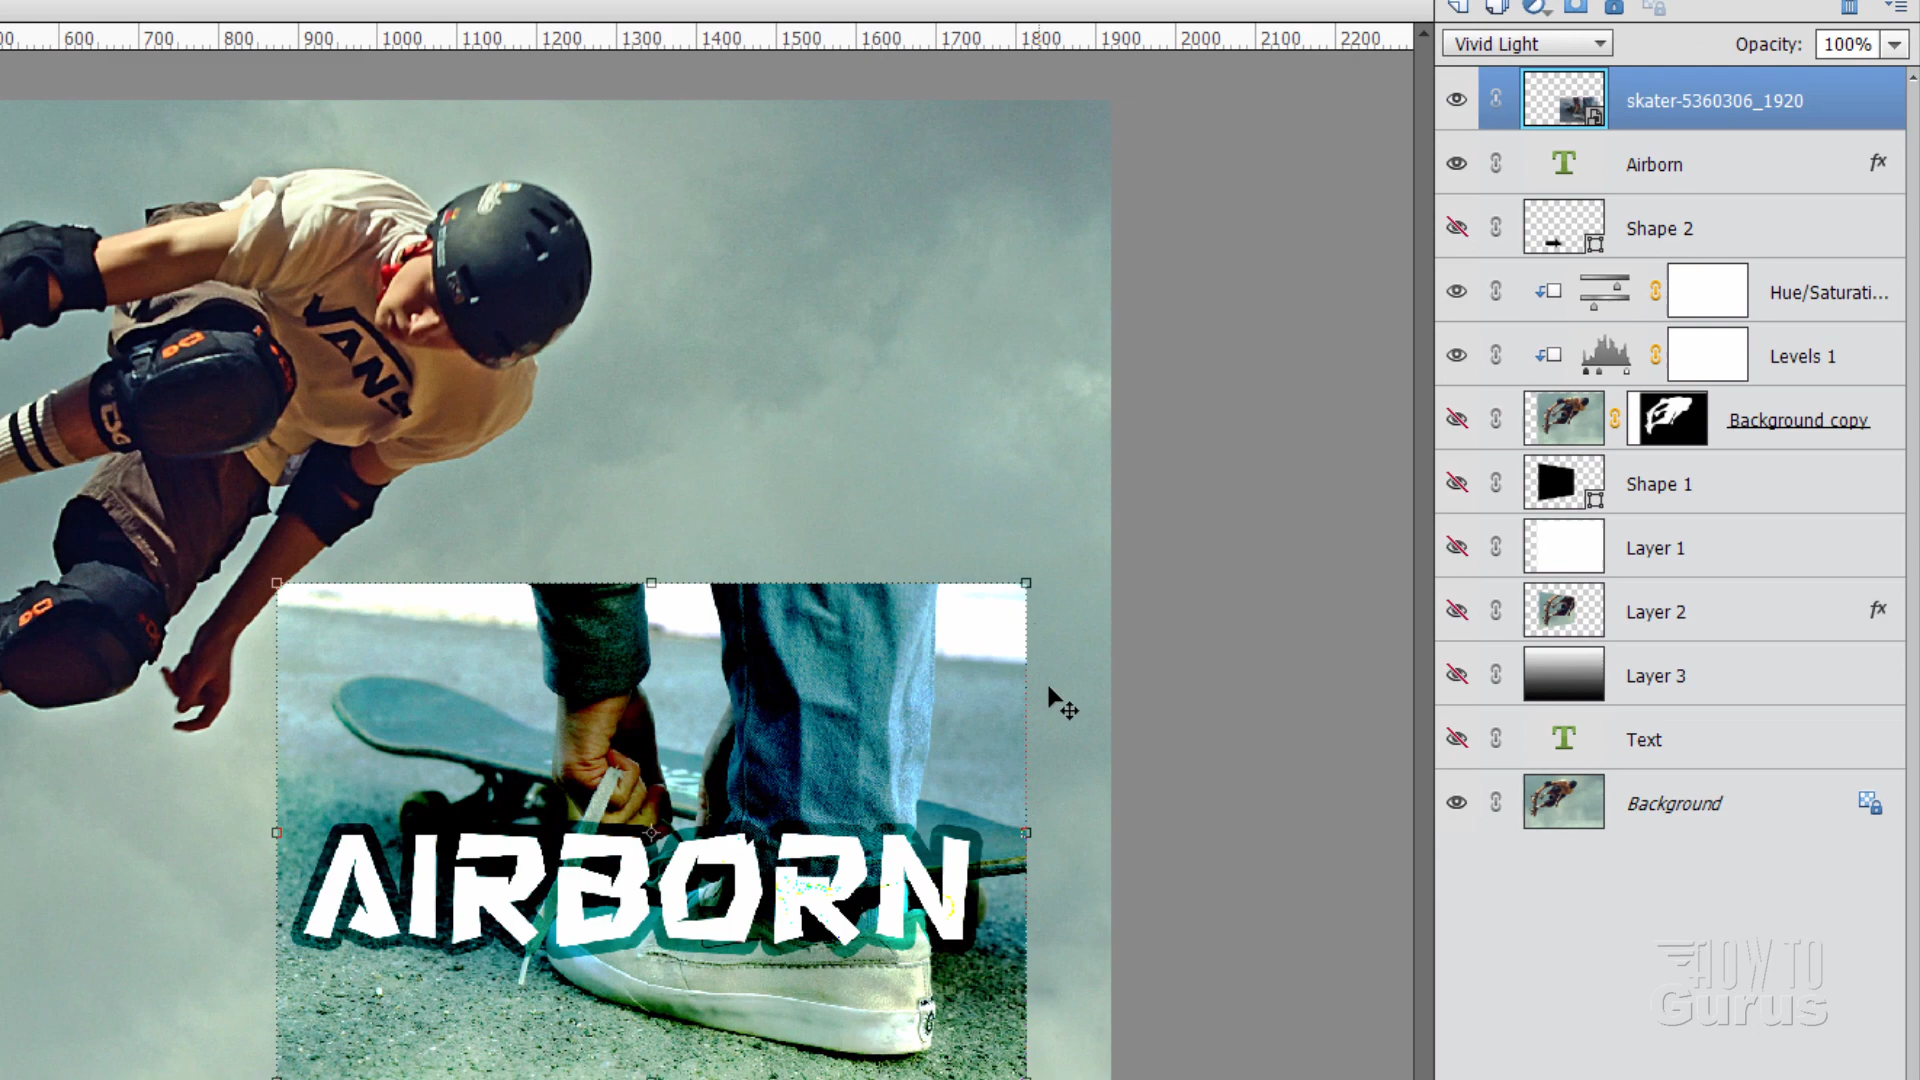 600 700 800 900 1000 1100 1200 1300 1400 1500 1600 1700 1800 1900 2000 2100 2200
Vivid Light Opacity: 100%
skater-5360306_1920
T Airborn fx
Shape 2
Hue/Saturati...
Levels 1
Background copy
Shape 1
Layer 1
Layer 2 fx
Layer 3
T Text
Background
VANS
AIRBORN
HOW TO
Gurus